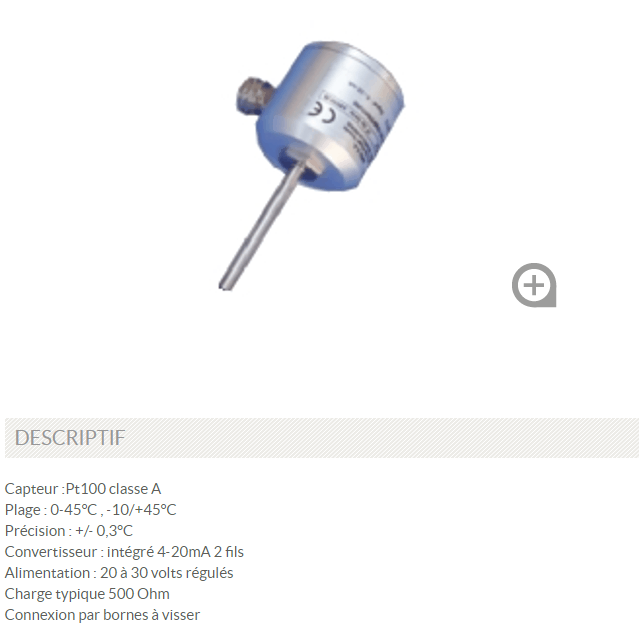 CE
DESCRIPTIF
Capteur :Pt100 classe A
Plage : 0-45°C , -10/+45°C
Précision : +/- 0,3°C
Convertisseur : intégré 4-20mA 2 fils
Alimentation : 20 à 30 volts régulés
Charge typique 500 Ohm
Connexion par bornes à visser